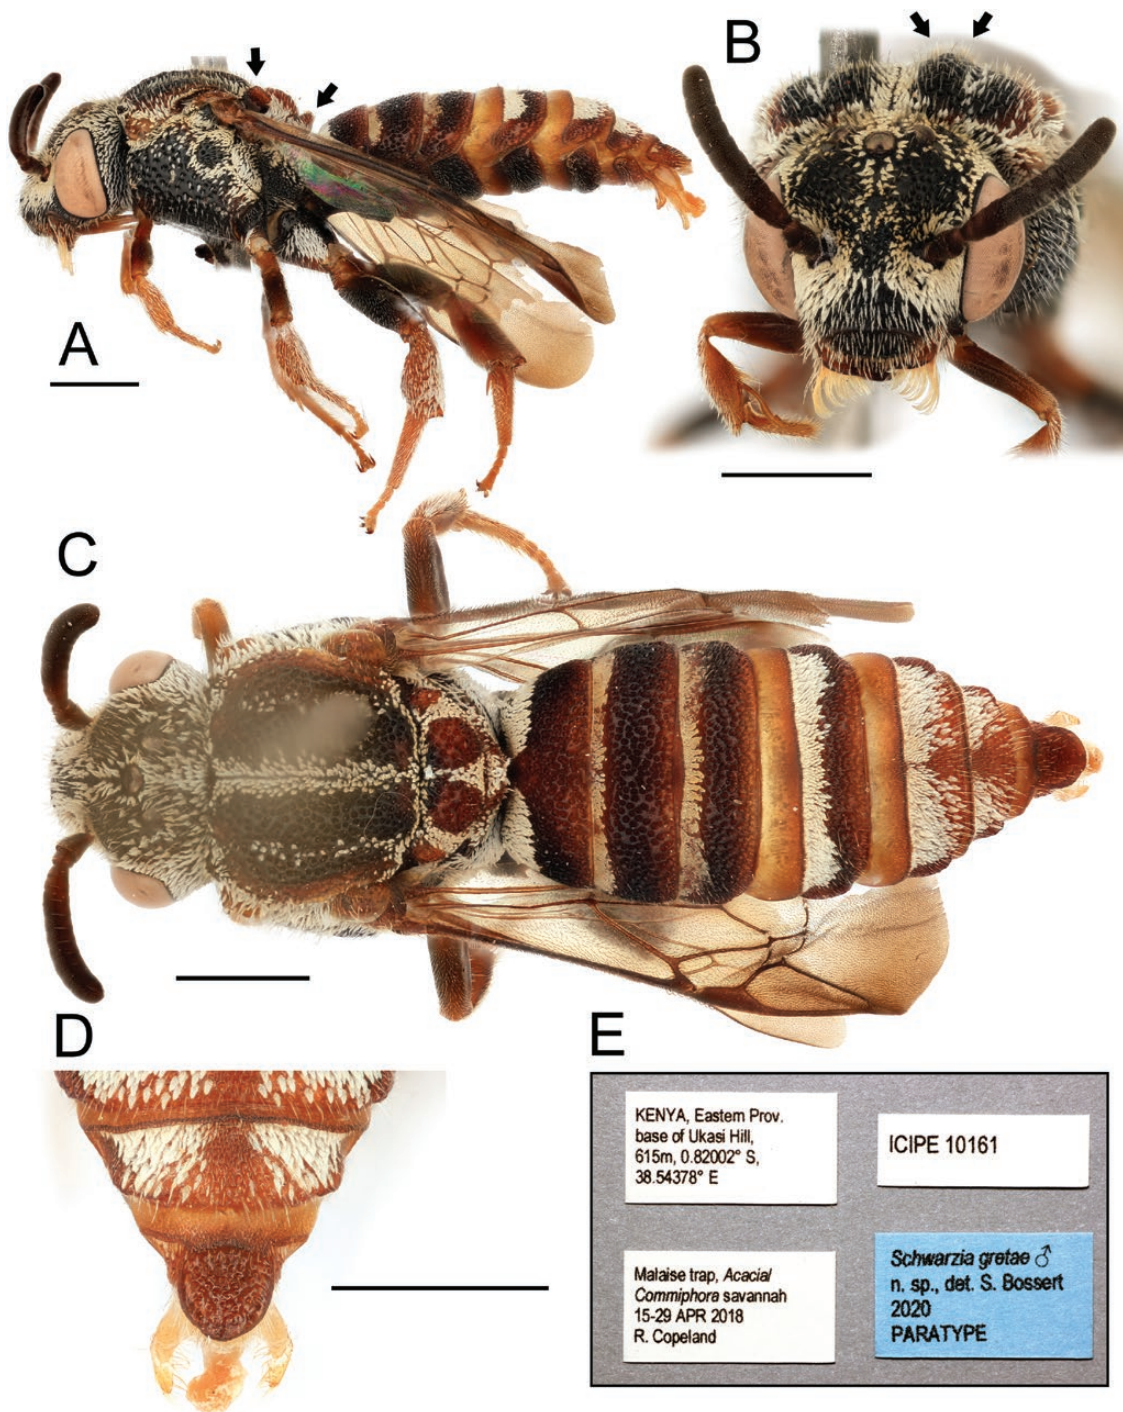 A
B
C
D
E
KENYA, Eastern Prov.
base of Ukasi Hill,
615m, 0.82002° S,
38.54378° E
ICIPE 10161
Malaise trap, Acacia/
Commiphora savannah
15-29 APR 2018
R. Copeland
Schwarzia gretae ♂
n. sp., det. S. Bossert
2020
PARATYPE